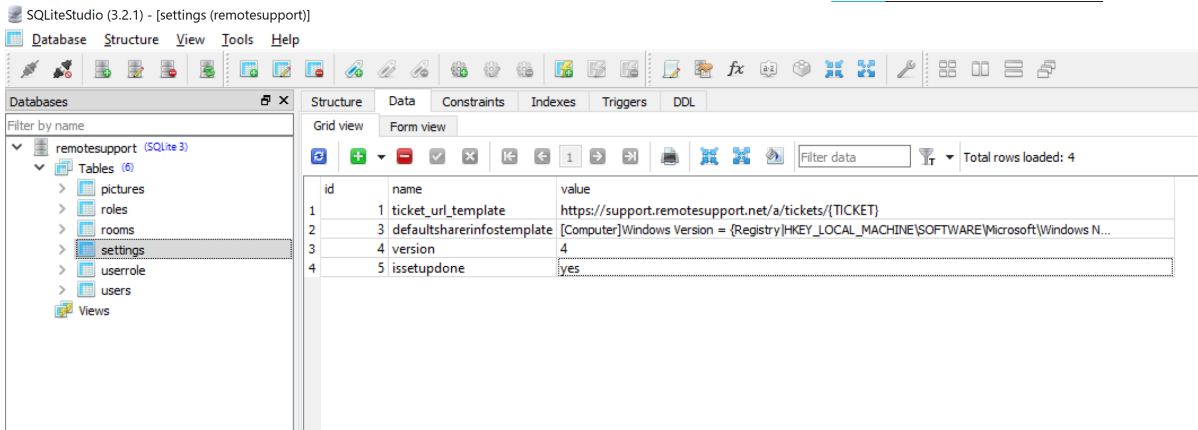 SQLiteStudio (3.2.1) - [settings (remotesupport)]
Database Structure View Tools Help
Databases
Filter by name
remotesupport (SQLite 3)
Tables (6)
pictures
roles
rooms
settings
userrole
users
Views
Structure Data Constraints Indexes Triggers DDL
Grid view Form view
1 Filter data Total rows loaded: 4
id name value
1 1 ticket_url_template https://support.remotesupport.net/a/tickets/{TICKET}
2 3 defaultsharerinfostemplate [Computer]Windows Version = {Registry|HKEY_LOCAL_MACHINE\SOFTWARE\Microsoft\Windows N...
3 4 version 4
4 5 issetupdone yes